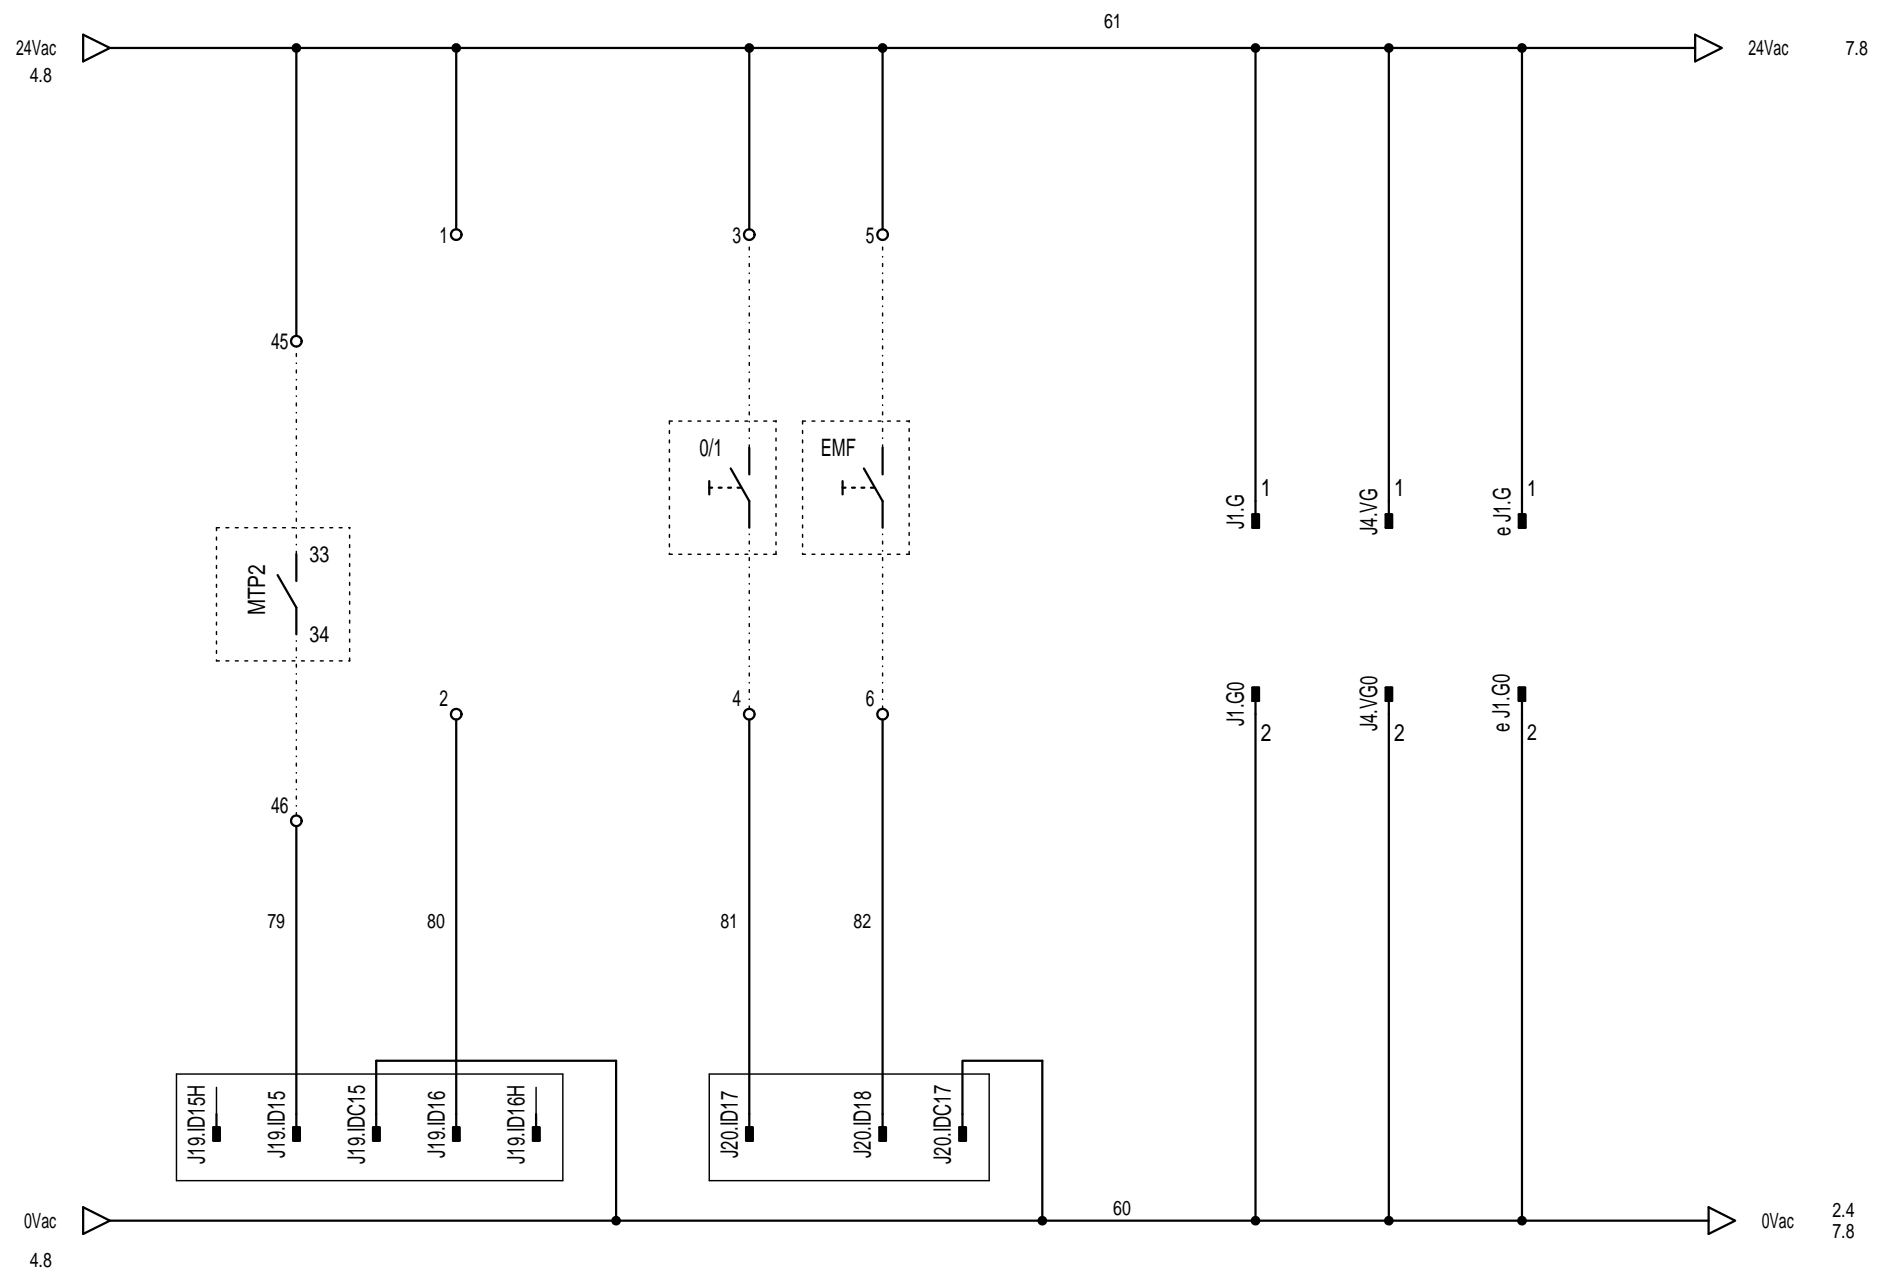 61
24Vac
4.8
24Vac 7.8
1
3
5
45
0/1
EMF
J1.G 1
J4.VG 1
e J1.G 1
MTP2
33
34
2
4
6
J1.G0 2
J4.VG0 2
e J1.G0 2
46
79
80
81
82
J19.ID15H
J19.ID15
J19.IDC15
J19.ID16
J19.ID16H
J20.ID17
J20.ID18
J20.IDC17
60
0Vac
4.8
0Vac
2.4
7.8